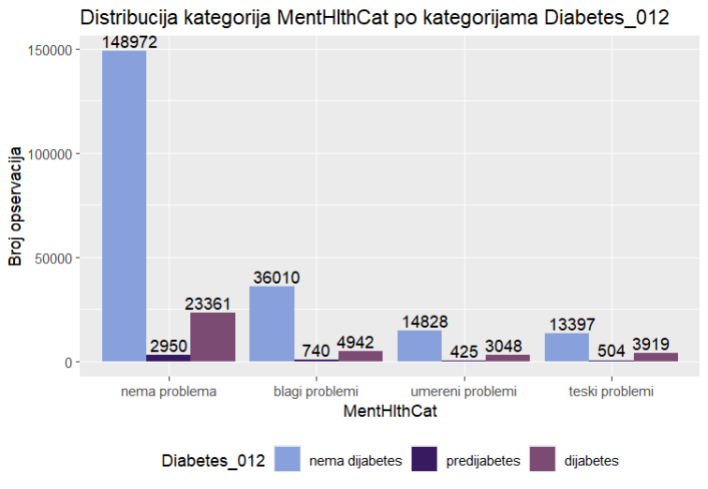 Distribucija kategorija MentHlthCat po kategorijama Diabetes_012
Broj opservacija
150000
100000
50000
0
148972
2950
23361
36010
740
4942
14828
425
3048
13397
504
3919
nema problema
blagi problemi
umereni problemi
teski problemi
MentHlthCat
Diabetes_012 nema dijabetes predijabetes dijabetes